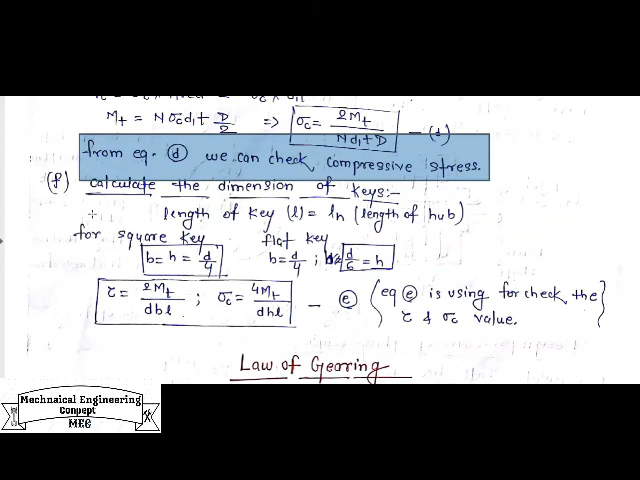 Mt = N σc d1 t D/2 => σc = 2Mt / N d1 t D — (d)
from eq. (d) we can check compressive stress.
(f) calculate the dimension of keys:-
length of key (l) = lh (length of hub)
for square key flat key
b = h = d/4 b = d/4 ; d/6 = h
τ = 2Mt / dbl ; σc = 4Mt / dhl — (e) (eq (e) is using for check the τ & σc value.)
Law of Gearing
Mechnaical Engineering
Conpept
MEC